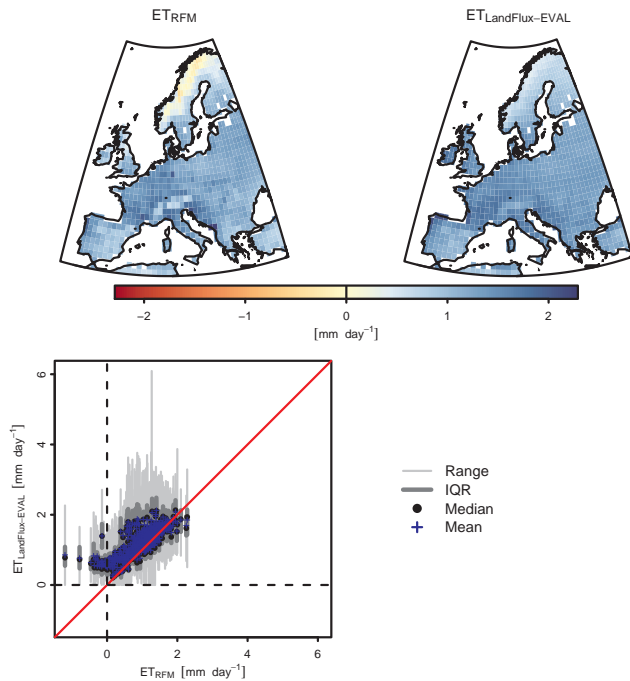 ET_RFM ET_LandFlux−EVAL
−2 −1 0 1 2
[mm day⁻¹]
6
4
2
0
ET_LandFlux−EVAL [mm day⁻¹]
Range
IQR
Median
Mean
0 2 4 6
ET_RFM [mm day⁻¹]